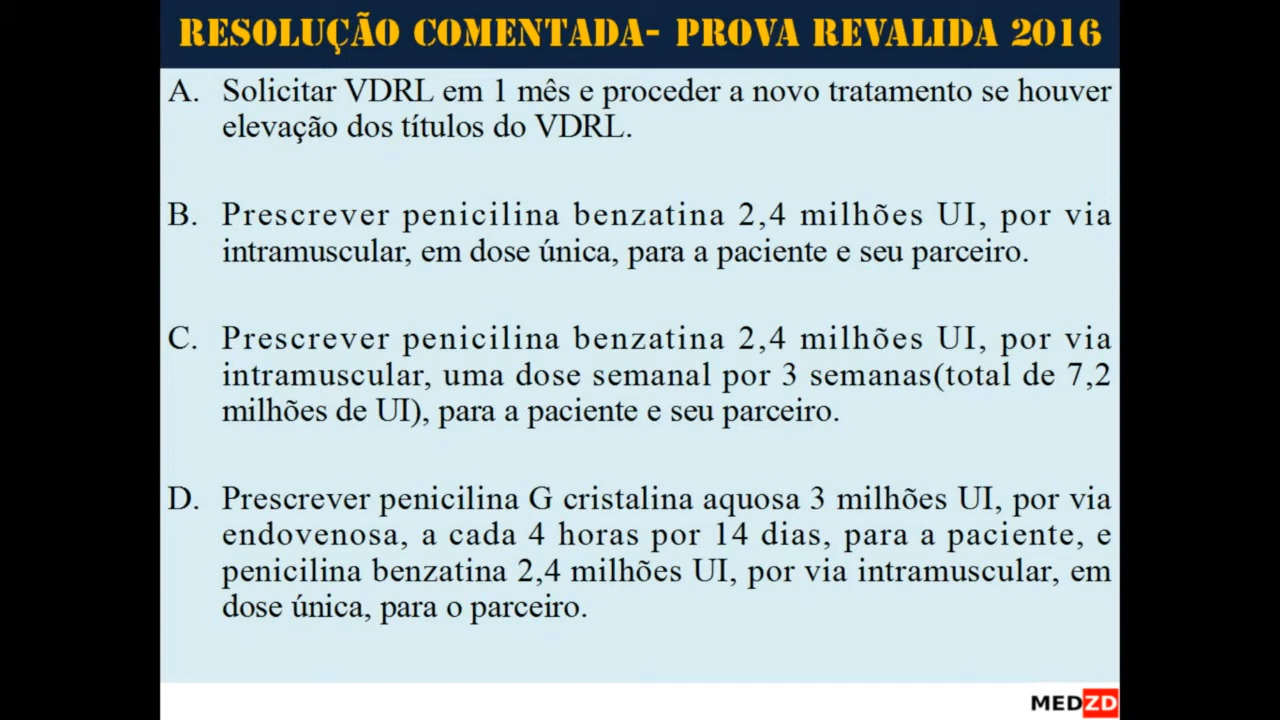 RESOLUÇÃO COMENTADA- PROVA REVALIDA 2016
A. Solicitar VDRL em 1 mês e proceder a novo tratamento se houver
elevação dos títulos do VDRL.
B. Prescrever penicilina benzatina 2,4 milhões UI, por via
intramuscular, em dose única, para a paciente e seu parceiro.
C. Prescrever penicilina benzatina 2,4 milhões UI, por via
intramuscular, uma dose semanal por 3 semanas(total de 7,2
milhões de UI), para a paciente e seu parceiro.
D. Prescrever penicilina G cristalina aquosa 3 milhões UI, por via
endovenosa, a cada 4 horas por 14 dias, para a paciente, e
penicilina benzatina 2,4 milhões UI, por via intramuscular, em
dose única, para o parceiro.
MEDZD